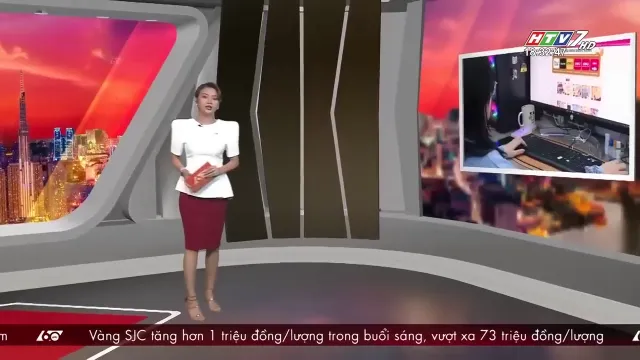 HTV7 HD
m
60
Vàng SJC tăng hơn 1 triệu đồng/lượng trong buổi sáng, vượt xa 73 triệu đồng/lượng